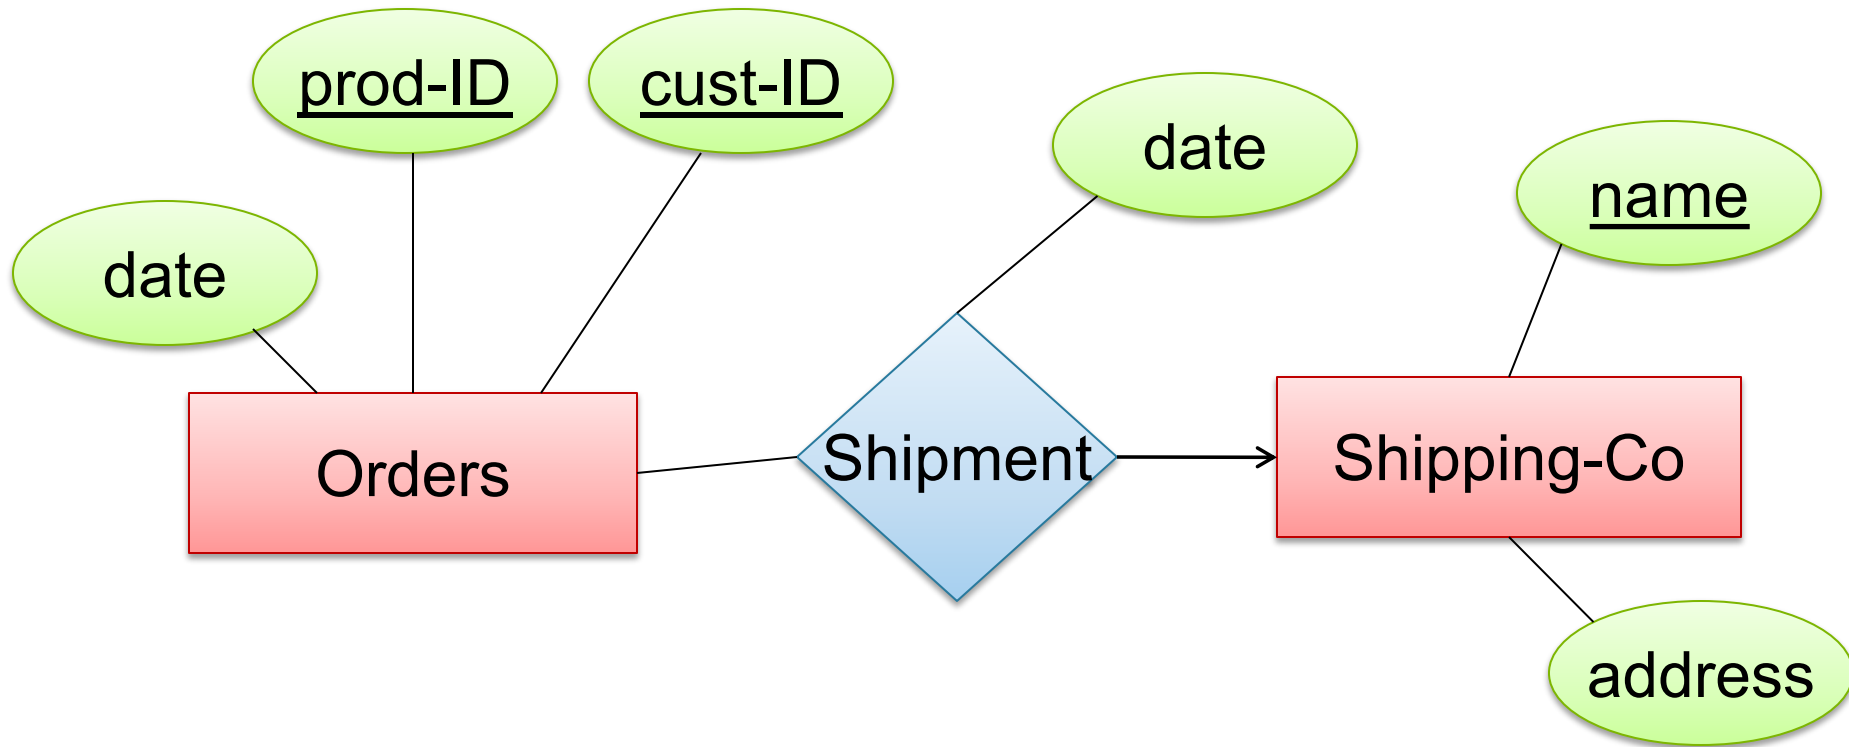 prod-ID
cust-ID
date
name
date
Orders
Shipment
Shipping-Co
address